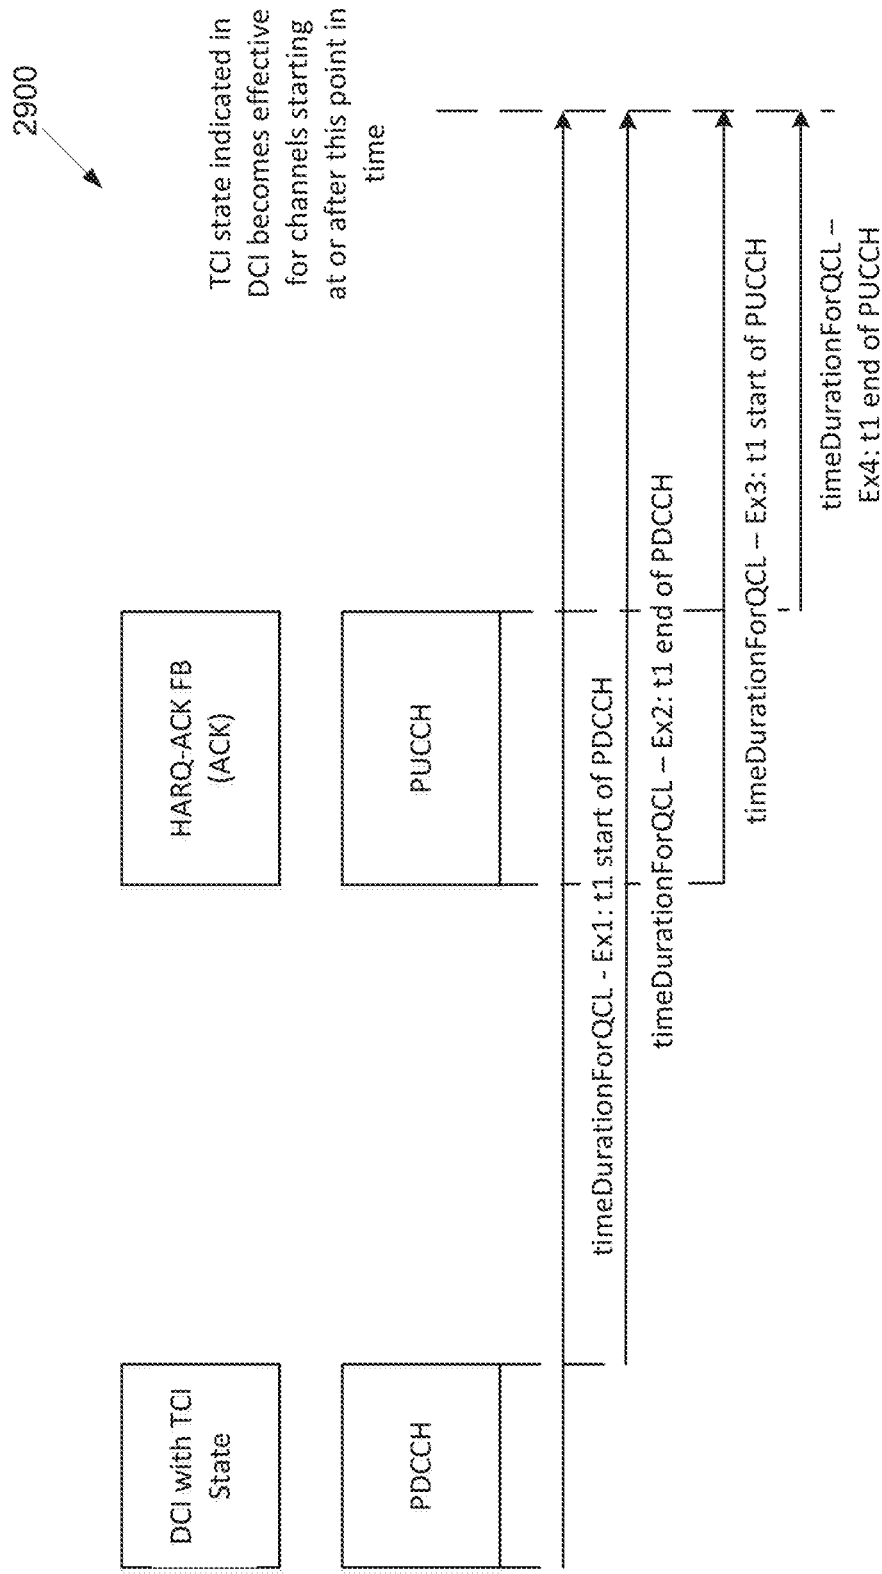 2900
TCI state indicated in
DCI becomes effective
for channels starting
at or after this point in
time
DCI with TCI
State
HARQ-ACK FB
(ACK)
PDCCH
PUCCH
timeDurationForQCL - Ex1: t1 start of PDCCH
timeDurationForQCL – Ex2: t1 end of PDCCH
timeDurationForQCL – Ex3: t1 start of PUCCH
timeDurationForQCL –
Ex4: t1 end of PUCCH